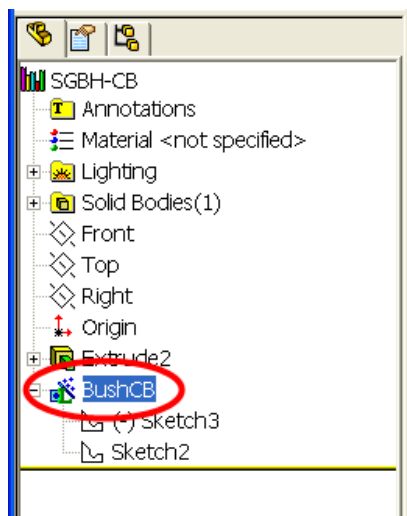 SGBH-CB
Annotations
Material <not specified>
Lighting
Solid Bodies(1)
Front
Top
Right
Origin
Extrude2
BushCB
(-) Sketch3
Sketch2